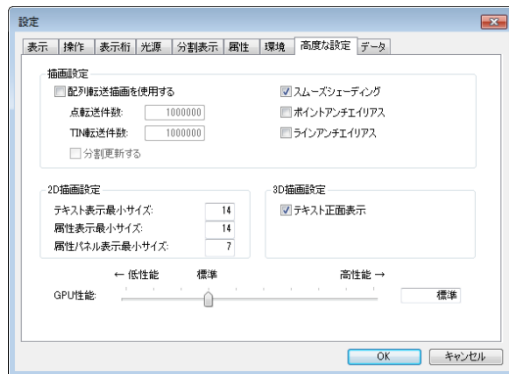 設定
表示 操作 表示桁 光源 分割表示 属性 環境 高度な設定 データ
描画設定
配列転送描画を使用する
点転送件数: 1000000
TIN転送件数: 1000000
分割更新する
スムーズシェーディング
ポイントアンチエイリアス
ラインアンチエイリアス
2D描画設定
テキスト表示最小サイズ: 14
属性表示最小サイズ: 14
属性パネル表示最小サイズ: 7
3D描画設定
テキスト正面表示
← 低性能 標準 高性能 →
GPU性能: 標準
OK キャンセル